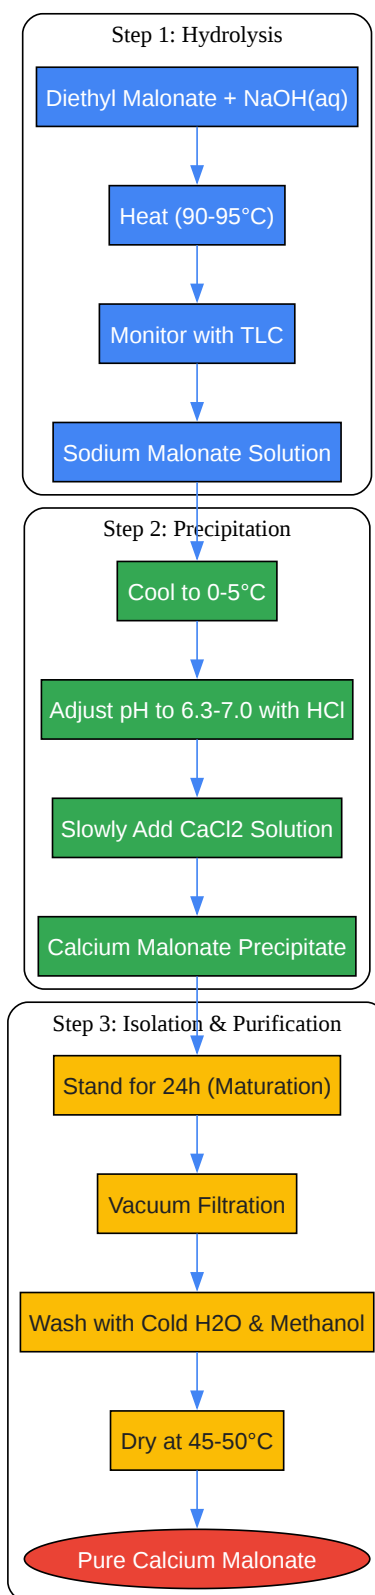 Step 1: Hydrolysis
Diethyl Malonate + NaOH(aq)
Heat (90-95°C)
Monitor with TLC
Sodium Malonate Solution
Step 2: Precipitation
Cool to 0-5°C
Adjust pH to 6.3-7.0 with HCl
Slowly Add CaCl2 Solution
Calcium Malonate Precipitate
Step 3: Isolation & Purification
Stand for 24h (Maturation)
Vacuum Filtration
Wash with Cold H2O & Methanol
Dry at 45-50°C
Pure Calcium Malonate